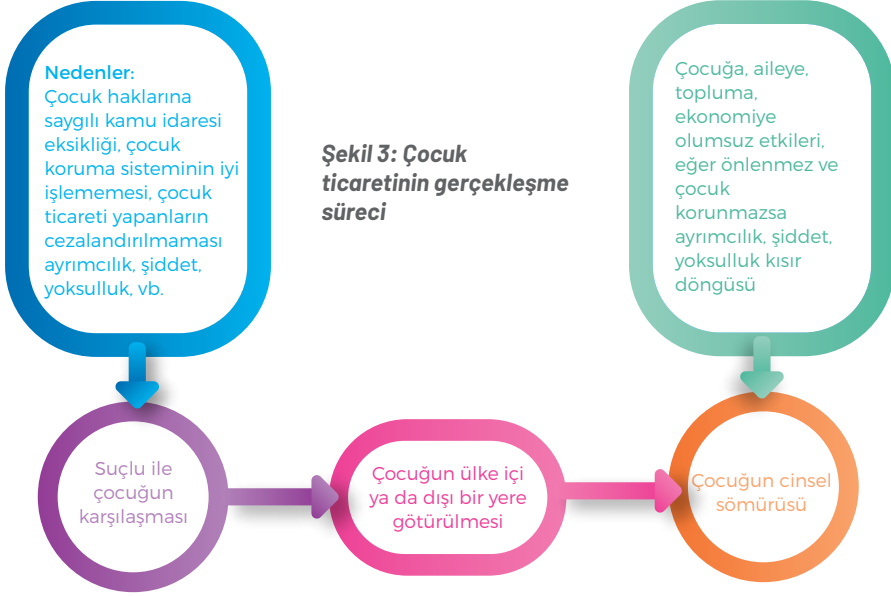 Nedenler:
Çocuk haklarına
saygılı kamu idaresi
eksikliği, çocuk
koruma sisteminin iyi
işlememesi, çocuk
ticareti yapanların
cezalandırılmaması
ayrımcılık, şiddet,
yoksulluk, vb.
Şekil 3: Çocuk
ticaretinin gerçekleşme
süreci
Çocuğa, aileye,
topluma,
ekonomiye
olumsuz etkileri,
eğer önlenmez ve
çocuk
korunmazsa
ayrımcılık, şiddet,
yoksulluk kısır
döngüsü
Suçlu ile
çocuğun
karşılaşması
Çocuğun ülke içi
ya da dışı bir yere
götürülmesi
Çocuğun cinsel
sömürüsü